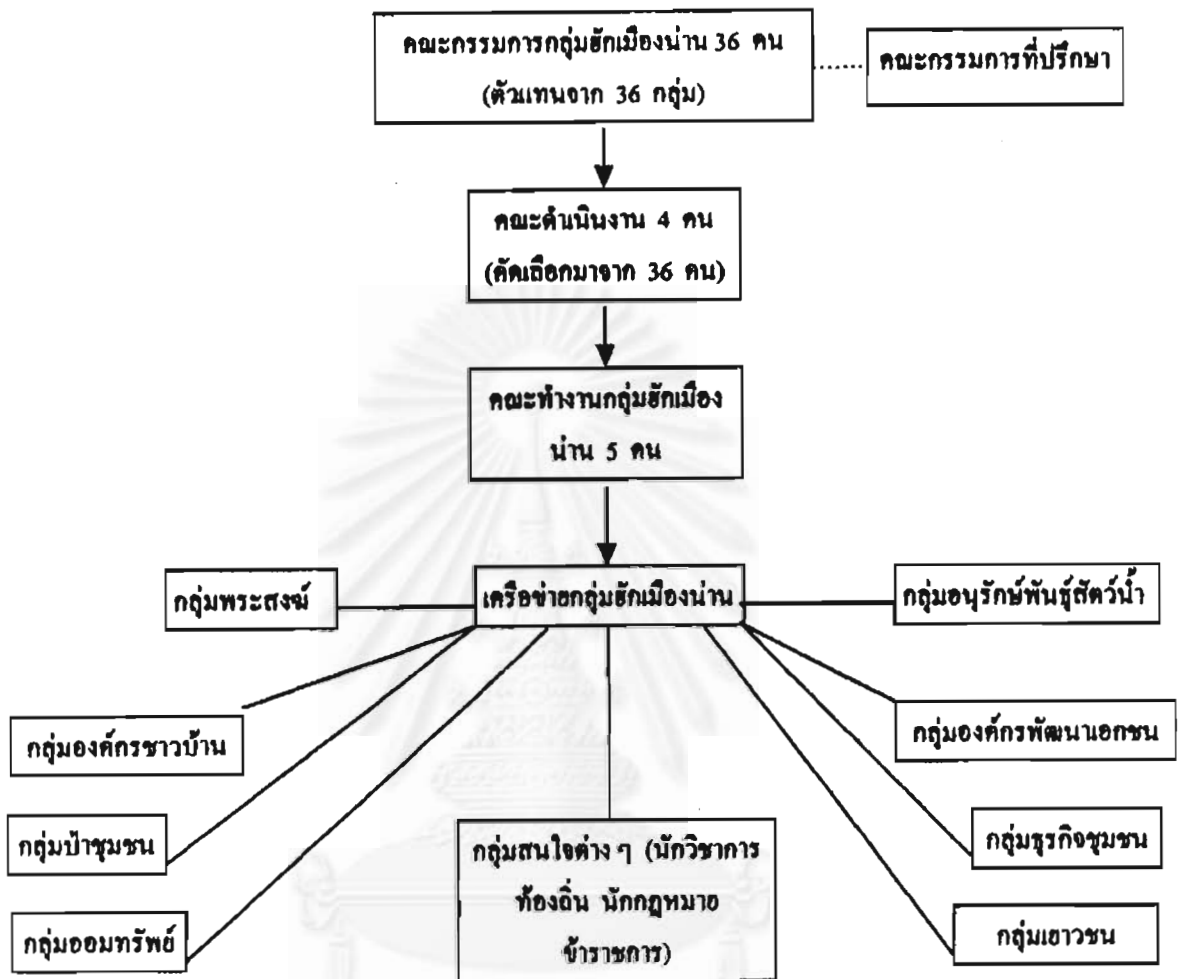 คณะกรรมการกลุ่มฮักเมืองน่าน 36 คน
(ตัวแทนจาก 36 กลุ่ม)
คณะกรรมการที่ปรึกษา
คณะดำเนินงาน 4 คน
(คัดเลือกมาจาก 36 คน)
คณะทำงานกลุ่มฮักเมือง
น่าน 5 คน
กลุ่มพระสงฆ์
เครือข่ายกลุ่มฮักเมืองน่าน
กลุ่มอนุรักษ์พันธุ์สัตว์น้ำ
กลุ่มองค์กรชาวบ้าน
กลุ่มองค์กรพัฒนาเอกชน
กลุ่มป่าชุมชน
กลุ่มสนใจต่าง ๆ (นักวิชาการ
ท้องถิ่น นักกฎหมาย
ข้าราชการ)
กลุ่มธุรกิจชุมชน
กลุ่มออมทรัพย์
กลุ่มเยาวชน